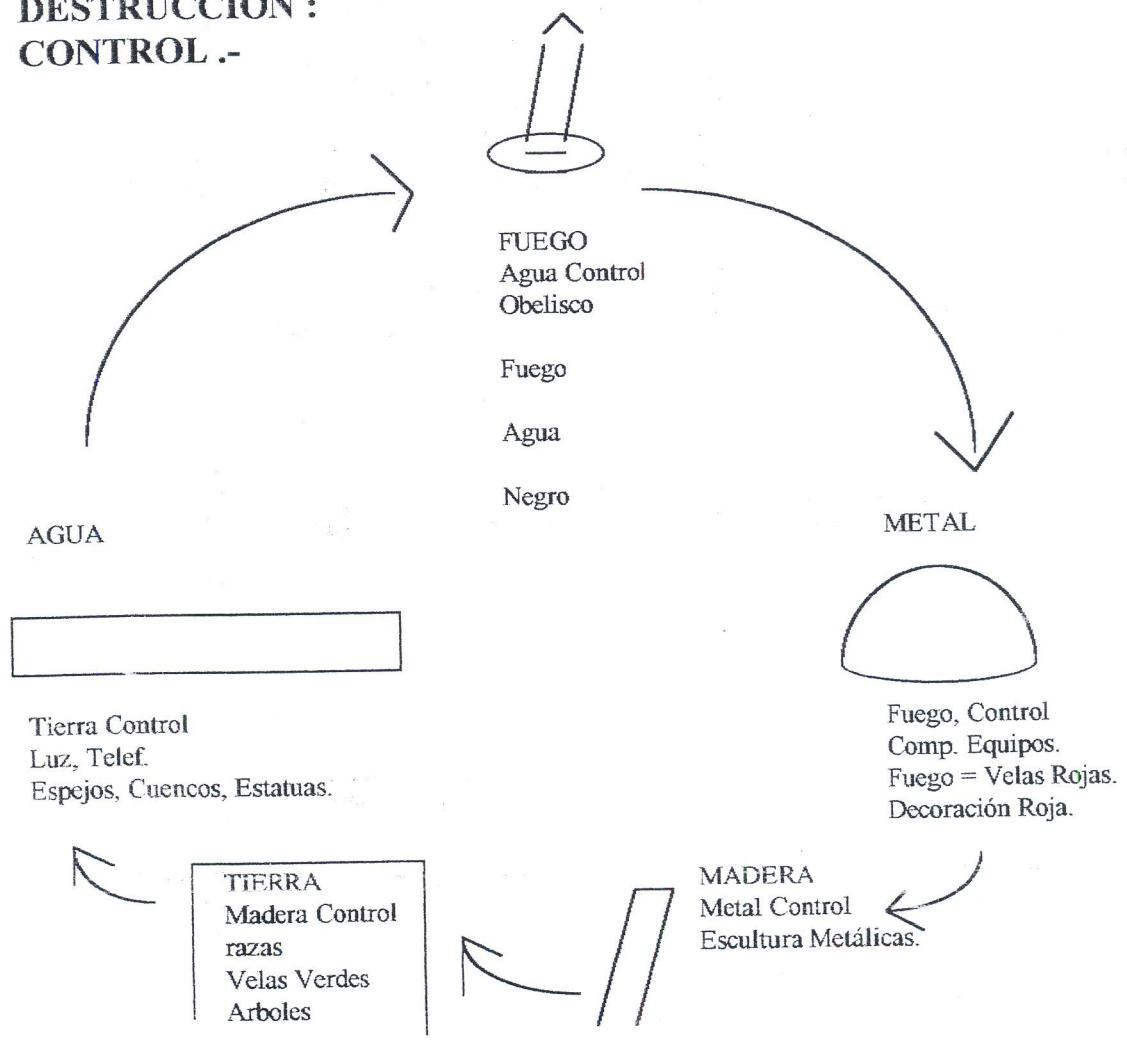 DESTRUCCIÓN :
CONTROL .-
FUEGO
Agua Control
Obelisco
Fuego
Agua
Negro
AGUA
METAL
Tierra Control
Luz, Telef.
Espejos, Cuencos, Estatuas.
Fuego, Control
Comp. Equipos.
Fuego = Velas Rojas.
Decoración Roja.
TIERRA
Madera Control
razas
Velas Verdes
Arboles
MADERA
Metal Control
Escultura Metálicas.